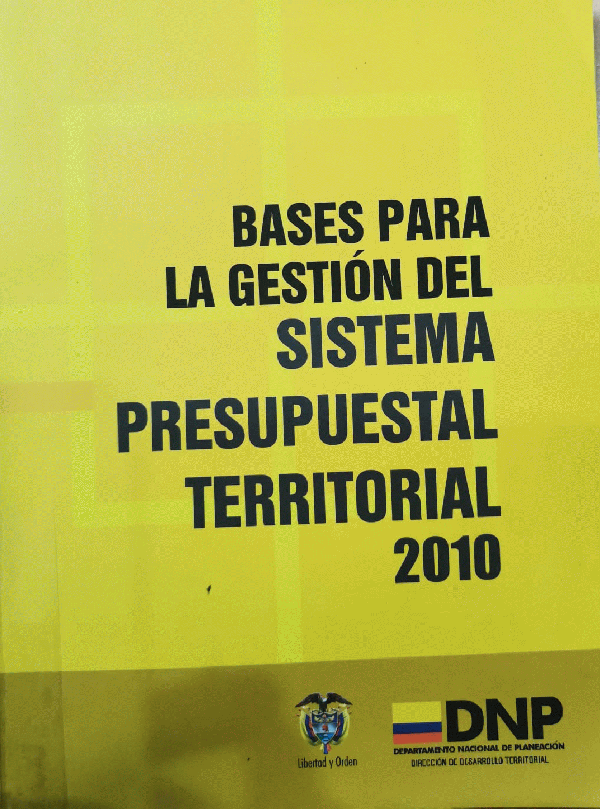 BASES PARA
LA GESTIÓN DEL
SISTEMA
PRESUPUESTAL
TERRITORIAL
2010
Libertad y Orden
DNP
DEPARTAMENTO NACIONAL DE PLANEACIÓN
DIRECCIÓN DE DESARROLLO TERRITORIAL